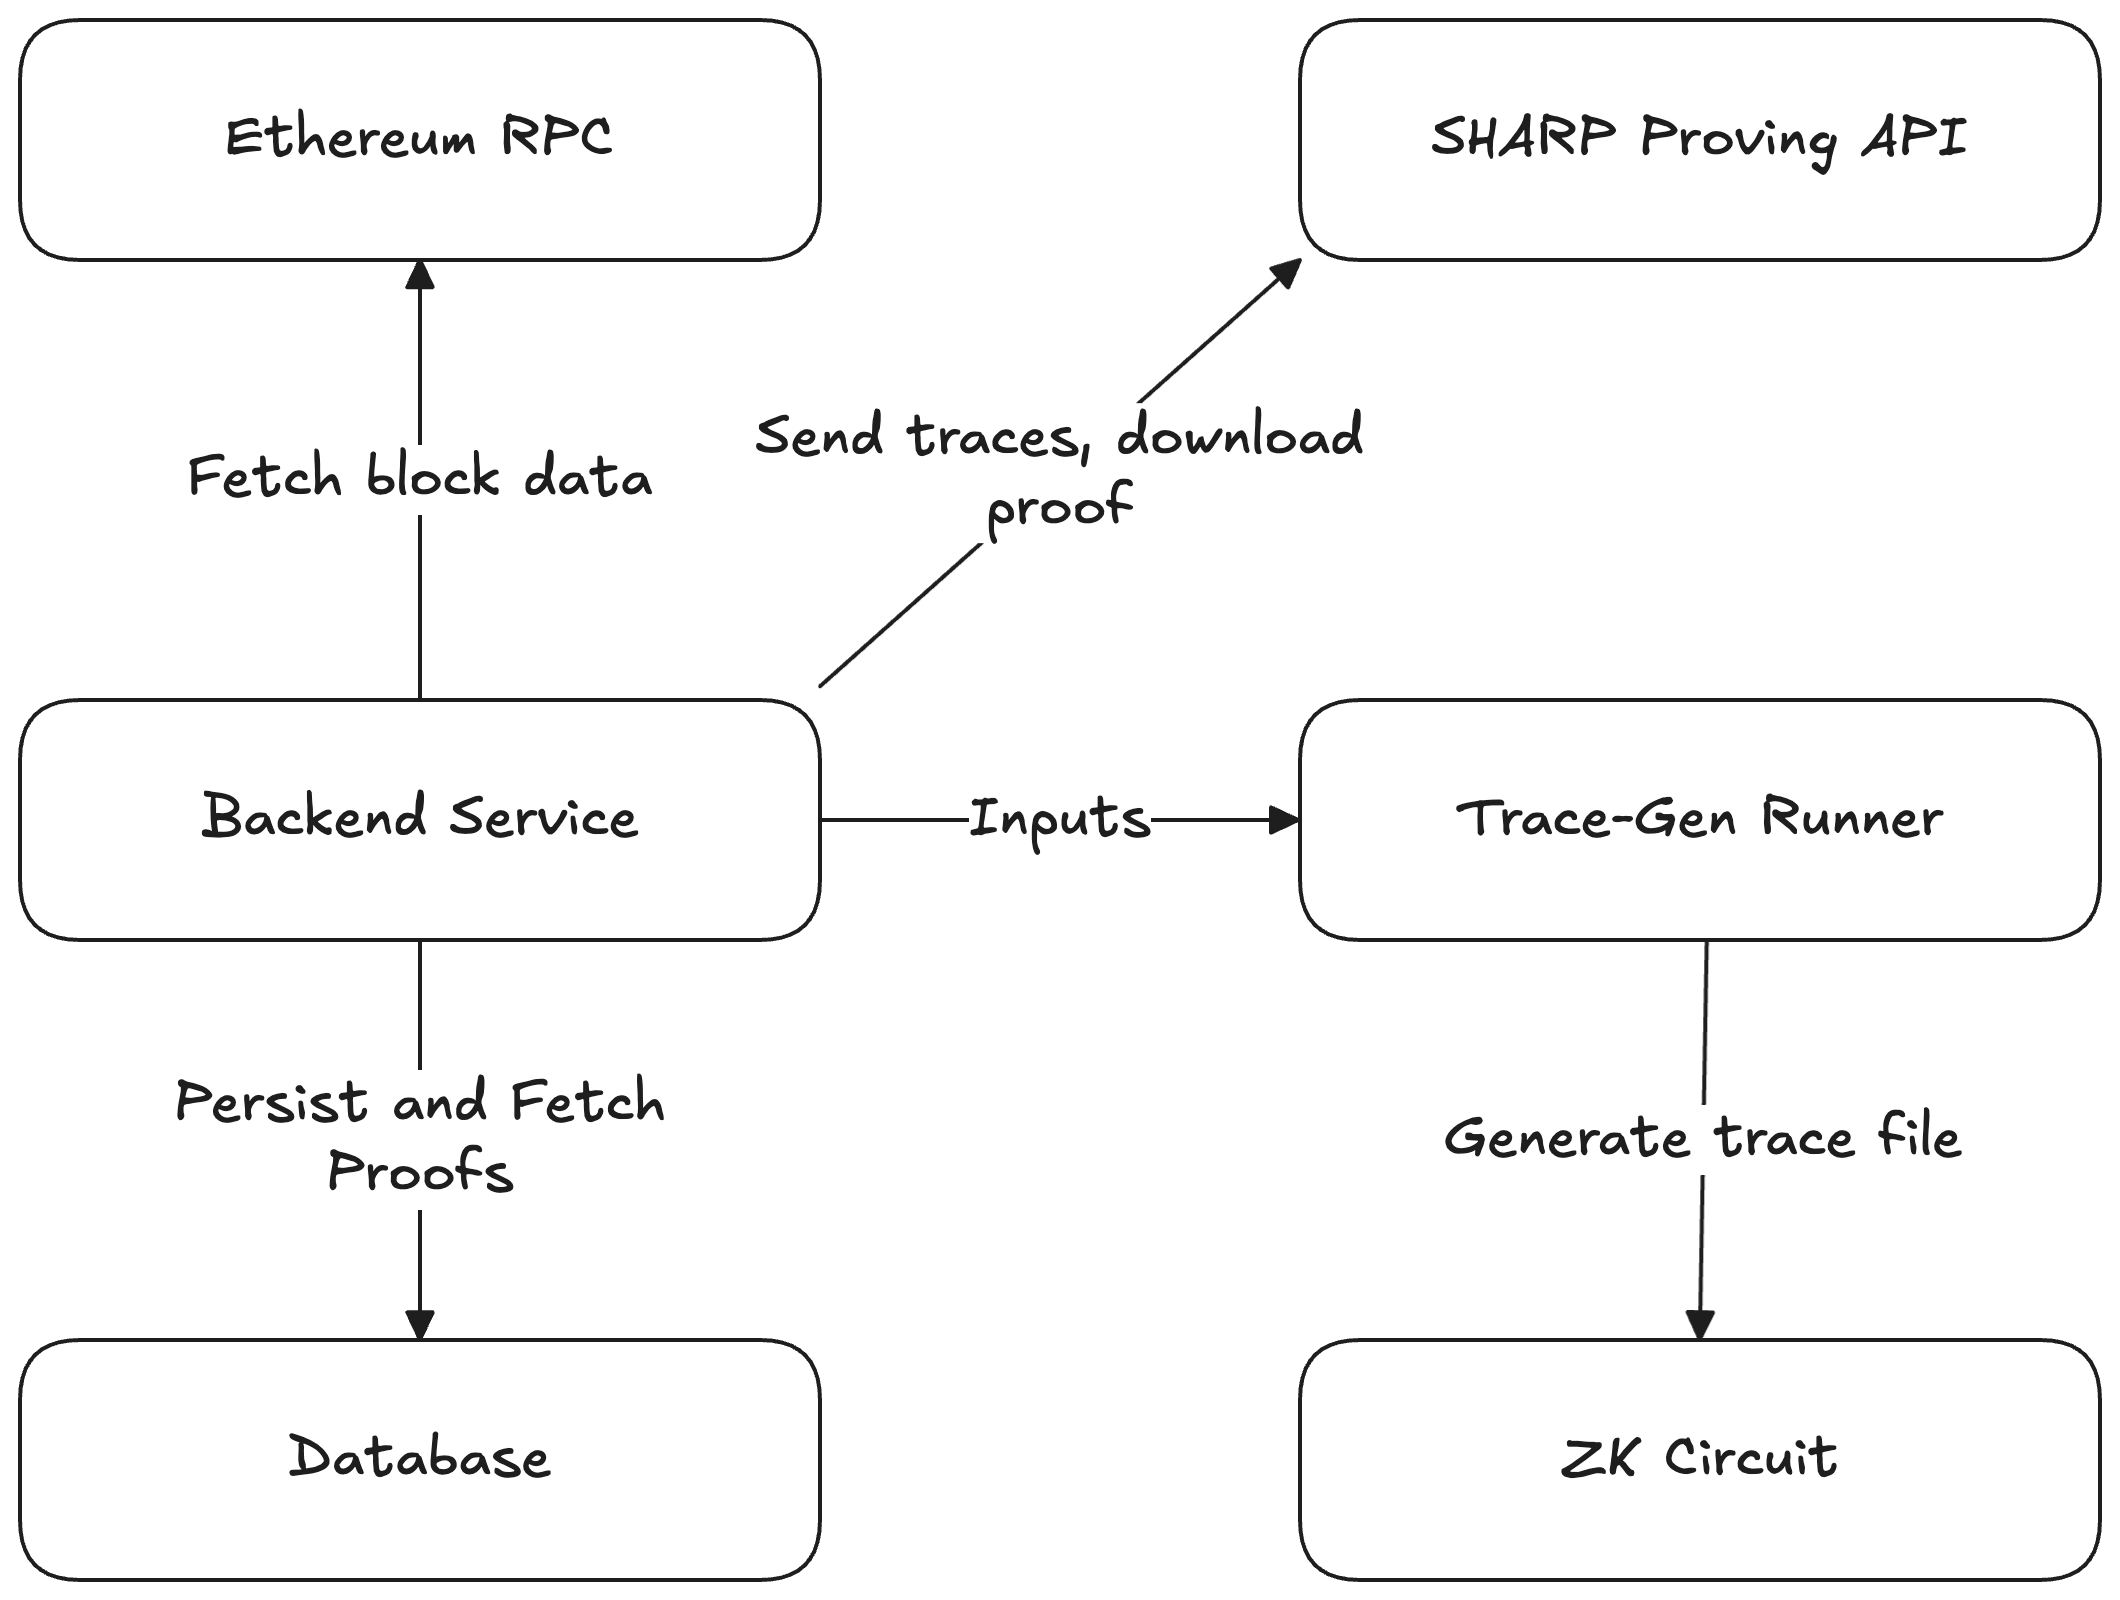 Ethereum RPC
SHARP Proving API
Fetch block data
Send traces, download
proof
Backend Service
Inputs
Trace-Gen Runner
Persist and Fetch
Proofs
Generate trace file
Database
ZK Circuit